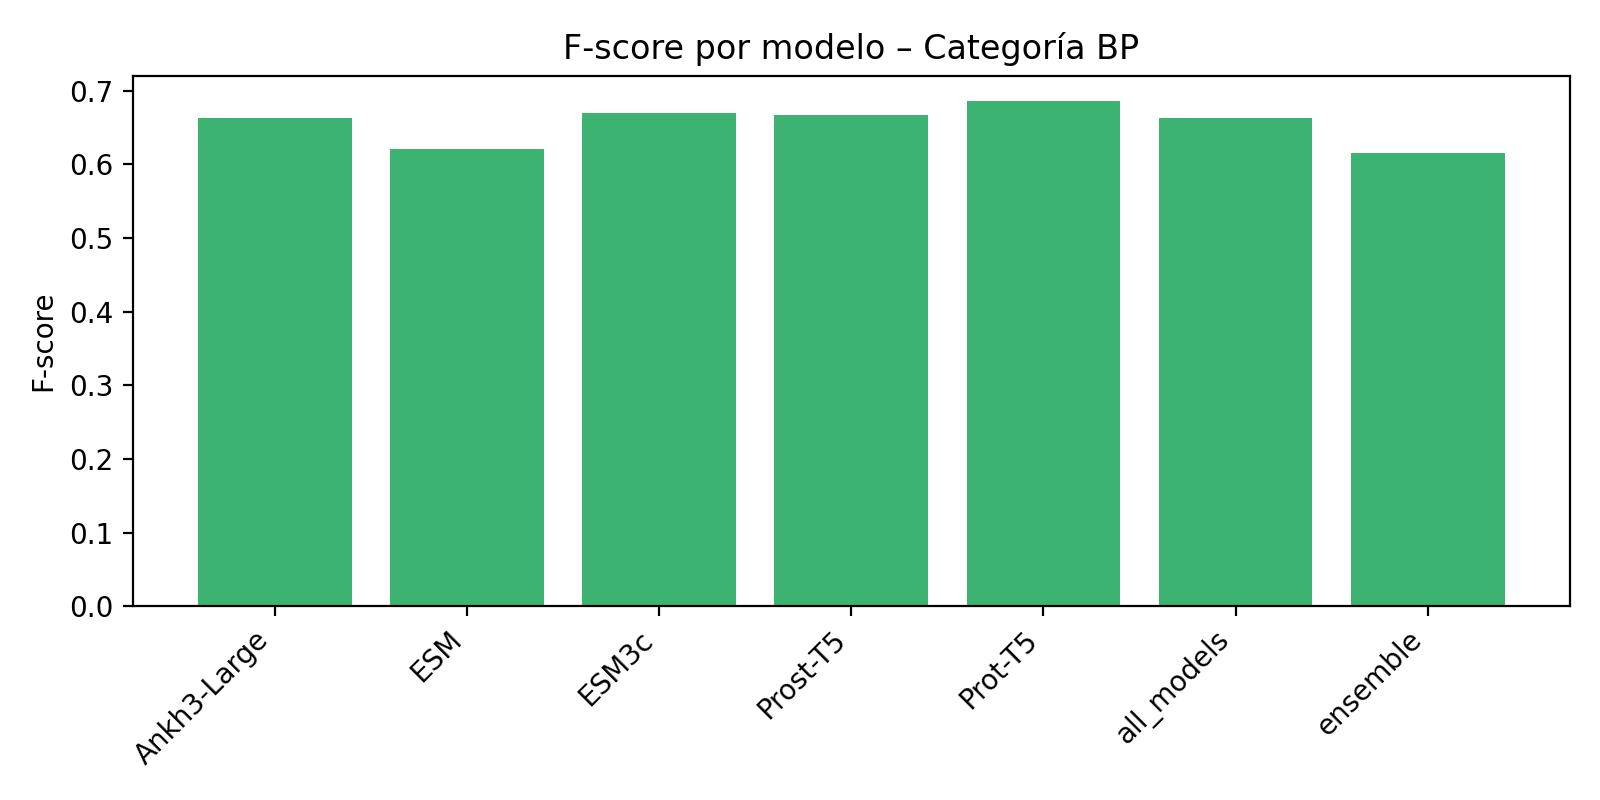 F-score por modelo – Categoría BP
F-score
0.7
0.6
0.5
0.4
0.3
0.2
0.1
0.0
Ankh3-Large
ESM
ESM3c
Prost-T5
Prot-T5
all_models
ensemble